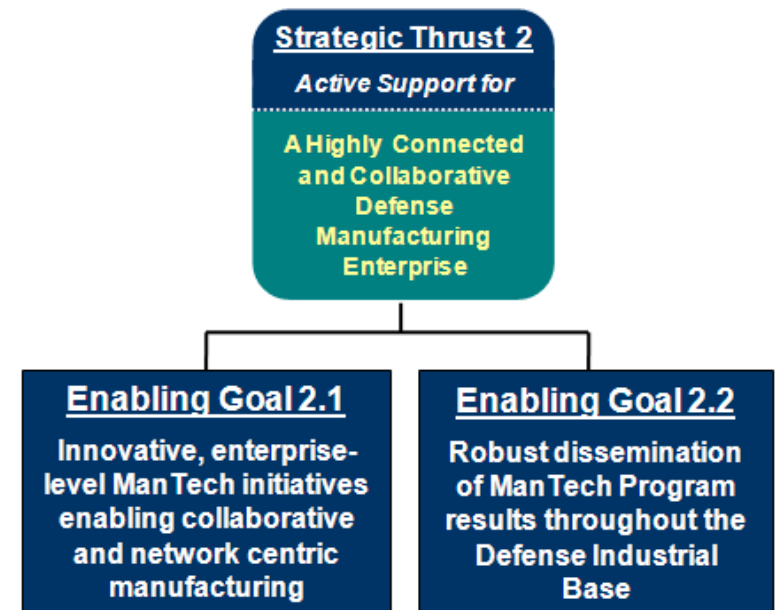 Strategic Thrust 2
Active Support for
A Highly Connected
and Collaborative
Defense
Manufacturing
Enterprise
Enabling Goal 2.1
Innovative, enterprise-
level ManTech initiatives
enabling collaborative
and network centric
manufacturing
Enabling Goal 2.2
Robust dissemination
of ManTech Program
results throughout the
Defense Industrial
Base